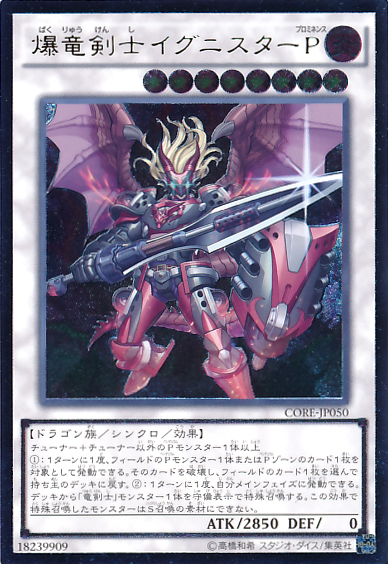 ばくりゅうけんし プロミネンス
爆竜剣士イグニスターP
CORE-JP050
【ドラゴン族/シンクロ/効果】
チューナー+チューナー以外のPモンスター1体以上
①:1ターンに1度、フィールドのPモンスター1体またはPゾーンのカード1枚を
対象として発動できる。そのカードを破壊し、フィールドのカード1枚を選んで
持ち主のデッキに戻す。②:1ターンに1度、自分メインフェイズに発動できる。
デッキから「竜剣士」モンスター1体を守備表示で特殊召喚する。この効果で
特殊召喚したモンスターはS召喚の素材にできない。
ATK/2850 DEF/ 0
18239909 ©高橋和希 スタジオ・ダイス/集英社